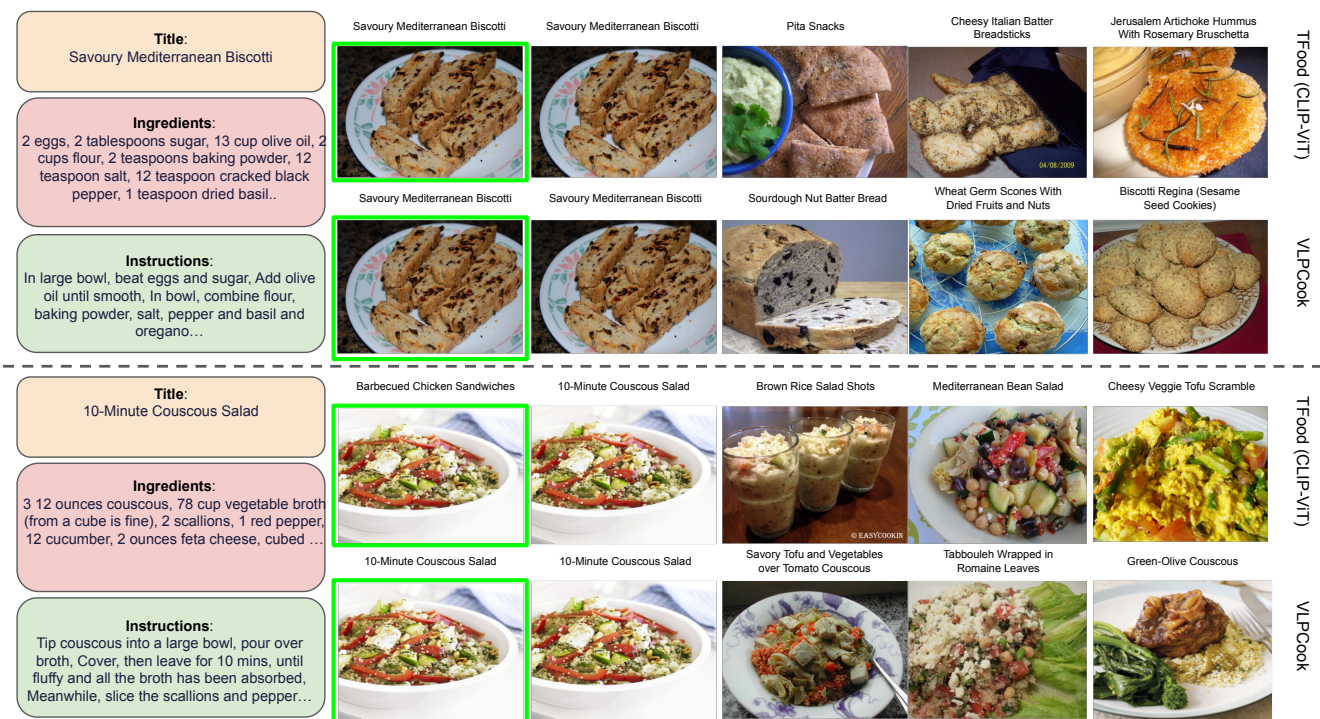 Title:
Savoury Mediterranean Biscotti
Ingredients:
2 eggs, 2 tablespoons sugar, 13 cup olive oil, 2
cups flour, 2 teaspoons baking powder, 12
teaspoon salt, 12 teaspoon cracked black
pepper, 1 teaspoon dried basil..
Instructions:
In large bowl, beat eggs and sugar, Add olive
oil until smooth, In bowl, combine flour,
baking powder, salt, pepper and basil and
oregano…
Savoury Mediterranean Biscotti
Savoury Mediterranean Biscotti
Pita Snacks
Cheesy Italian Batter
Breadsticks
Jerusalem Artichoke Hummus
With Rosemary Bruschetta
04/08/2009
TFood (CLIP-ViT)
Savoury Mediterranean Biscotti
Savoury Mediterranean Biscotti
Sourdough Nut Batter Bread
Wheat Germ Scones With
Dried Fruits and Nuts
Biscotti Regina (Sesame
Seed Cookies)
VLPCook
Title:
10-Minute Couscous Salad
Ingredients:
3 12 ounces couscous, 78 cup vegetable broth
(from a cube is fine), 2 scallions, 1 red pepper,
12 cucumber, 2 ounces feta cheese, cubed …
Instructions:
Tip couscous into a large bowl, pour over
broth, Cover, then leave for 10 mins, until
fluffy and all the broth has been absorbed,
Meanwhile, slice the scallions and pepper…
Barbecued Chicken Sandwiches
10-Minute Couscous Salad
Brown Rice Salad Shots
Mediterranean Bean Salad
Cheesy Veggie Tofu Scramble
© EASYCOOKIN
TFood (CLIP-ViT)
10-Minute Couscous Salad
10-Minute Couscous Salad
Savory Tofu and Vegetables
over Tomato Couscous
Tabbouleh Wrapped in
Romaine Leaves
Green-Olive Couscous
VLPCook